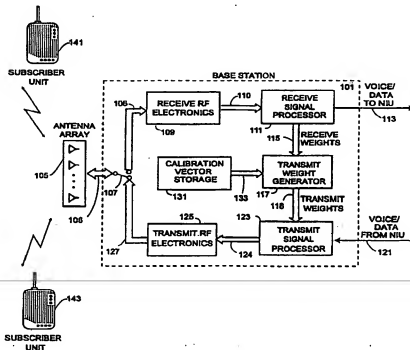 141
SUBSCRIBER
UNIT
BASE STATION
101
ANTENNA
ARRAY
105
106
107
108
RECEIVE RF
ELECTRONICS
109
110
RECEIVE
SIGNAL
PROCESSOR
111
VOICE/
DATA
TO NIU
113
115
RECEIVE
WEIGHTS
CALIBRATION
VECTOR
STORAGE
131
133
TRANSMIT
WEIGHT
GENERATOR
117
118
TRANSMIT
WEIGHTS
125
TRANSMIT.RF
ELECTRONICS
127
124
123
TRANSMIT
SIGNAL
PROCESSOR
VOICE/
DATA
FROM NIU
121
143
SUBSCRIBER
UNIT